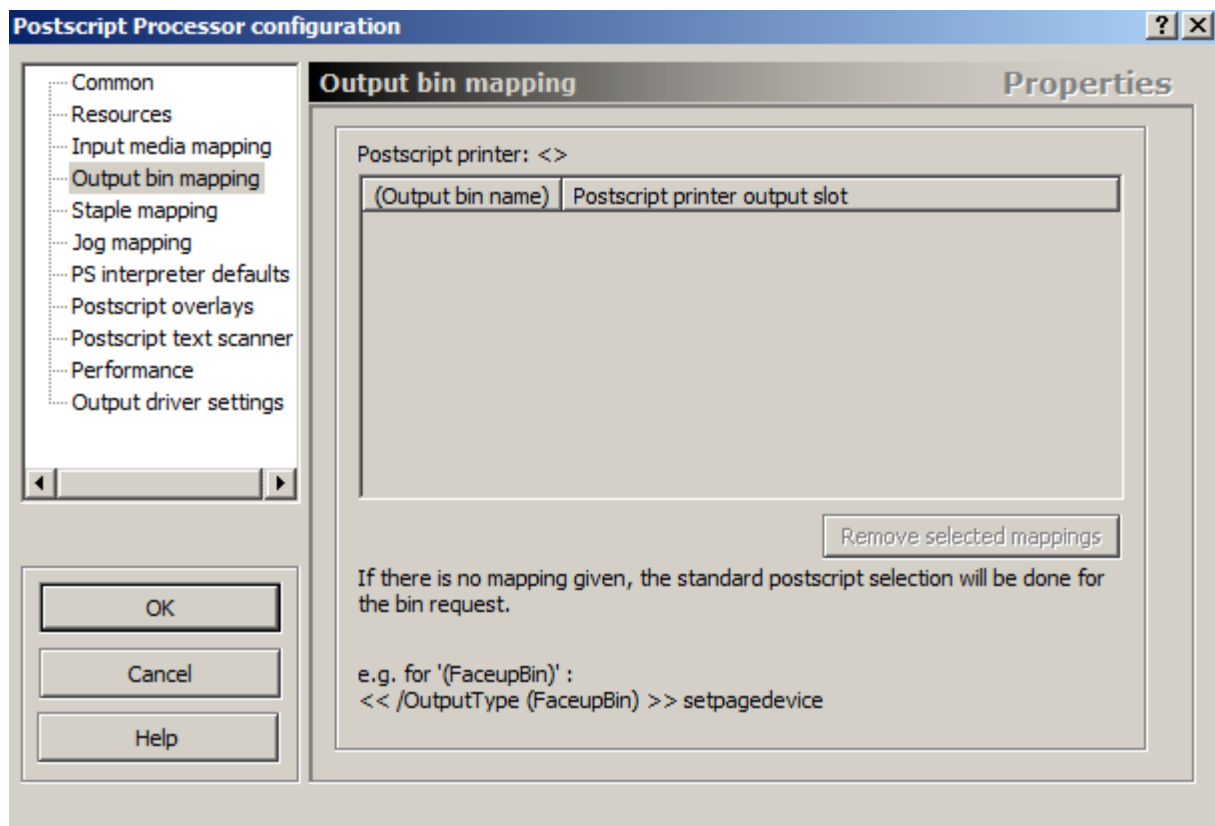 Postscript Processor configuration
Common
Resources
Input media mapping
Output bin mapping
Staple mapping
Jog mapping
PS interpreter defaults
Postscript overlays
Postscript text scanner
Performance
Output driver settings
OK
Cancel
Help
Output bin mapping Properties
Postscript printer: <>
(Output bin name) Postscript printer output slot
Remove selected mappings
If there is no mapping given, the standard postscript selection will be done for
the bin request.
e.g. for '(FaceupBin)' :
<< /OutputType (FaceupBin) >> setpagedevice